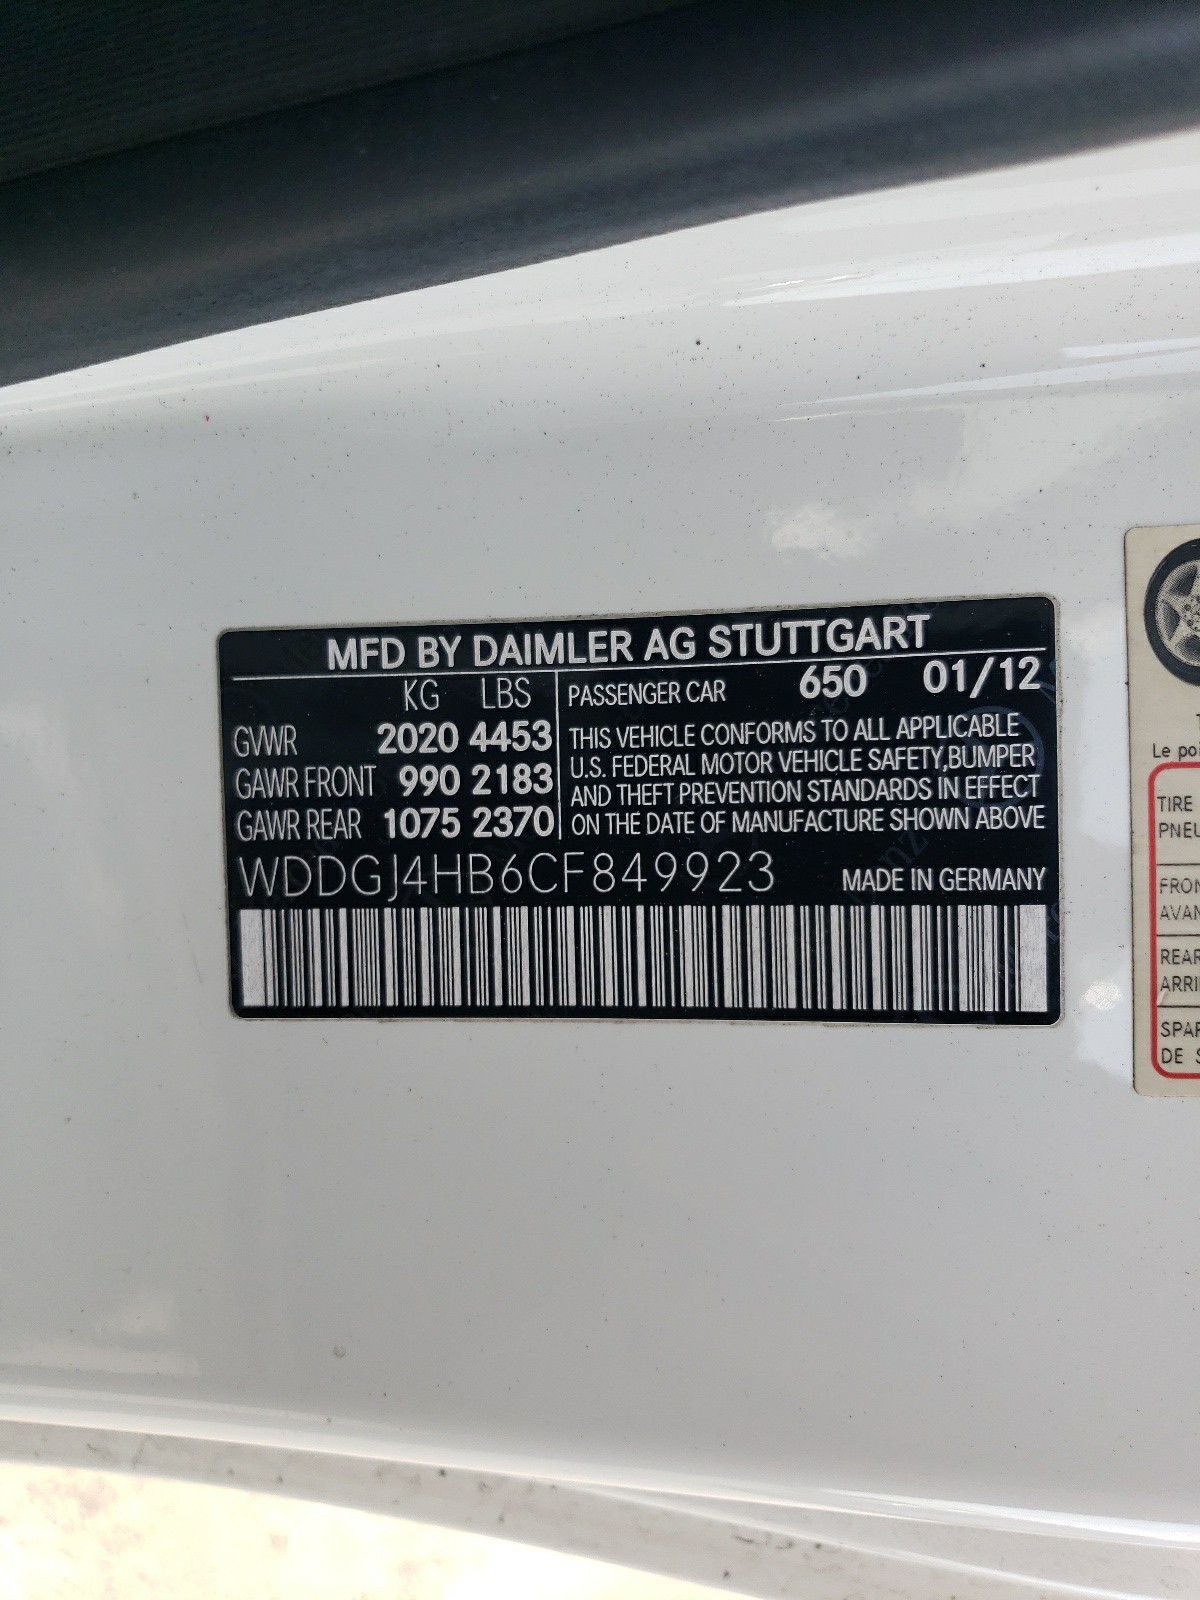 MFD BY DAIMLER AG STUTTGART
KG LBS
GVWR 2020 4453
GAWR FRONT 990 2183
GAWR REAR 1075 2370
PASSENGER CAR 650 01/12
THIS VEHICLE CONFORMS TO ALL APPLICABLE
U.S. FEDERAL MOTOR VEHICLE SAFETY,BUMPER
AND THEFT PREVENTION STANDARDS IN EFFECT
ON THE DATE OF MANUFACTURE SHOWN ABOVE
WDDGJ4HB6CF849923 MADE IN GERMANY
Le
TIRE
FRON
AVAN
REAR
ARRI
SPAR
DE